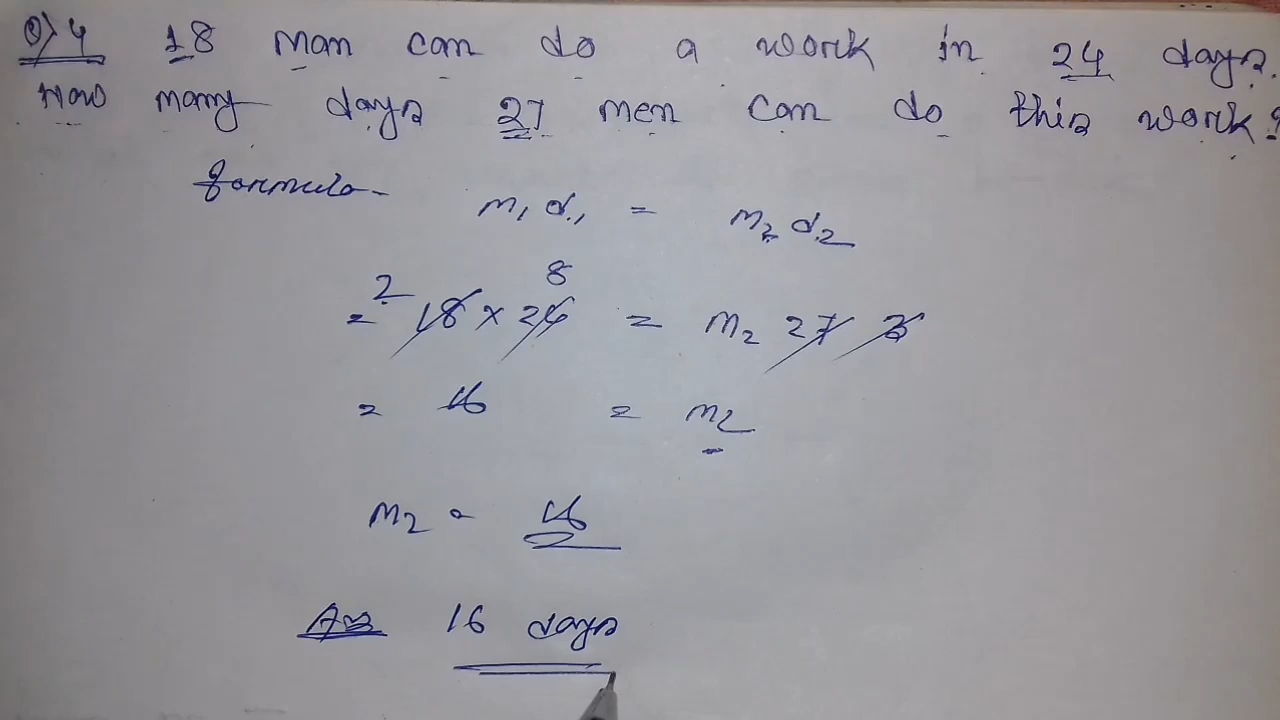 Q>4 18 man can do a work in 24 days.
How many days 27 men can do this work?
formula-
m₁ d₁ = m₂ d₂
= 2 18 x 24 8 = m₂ 27 3
= 16 = m₂
m₂ = 16
Ans 16 days